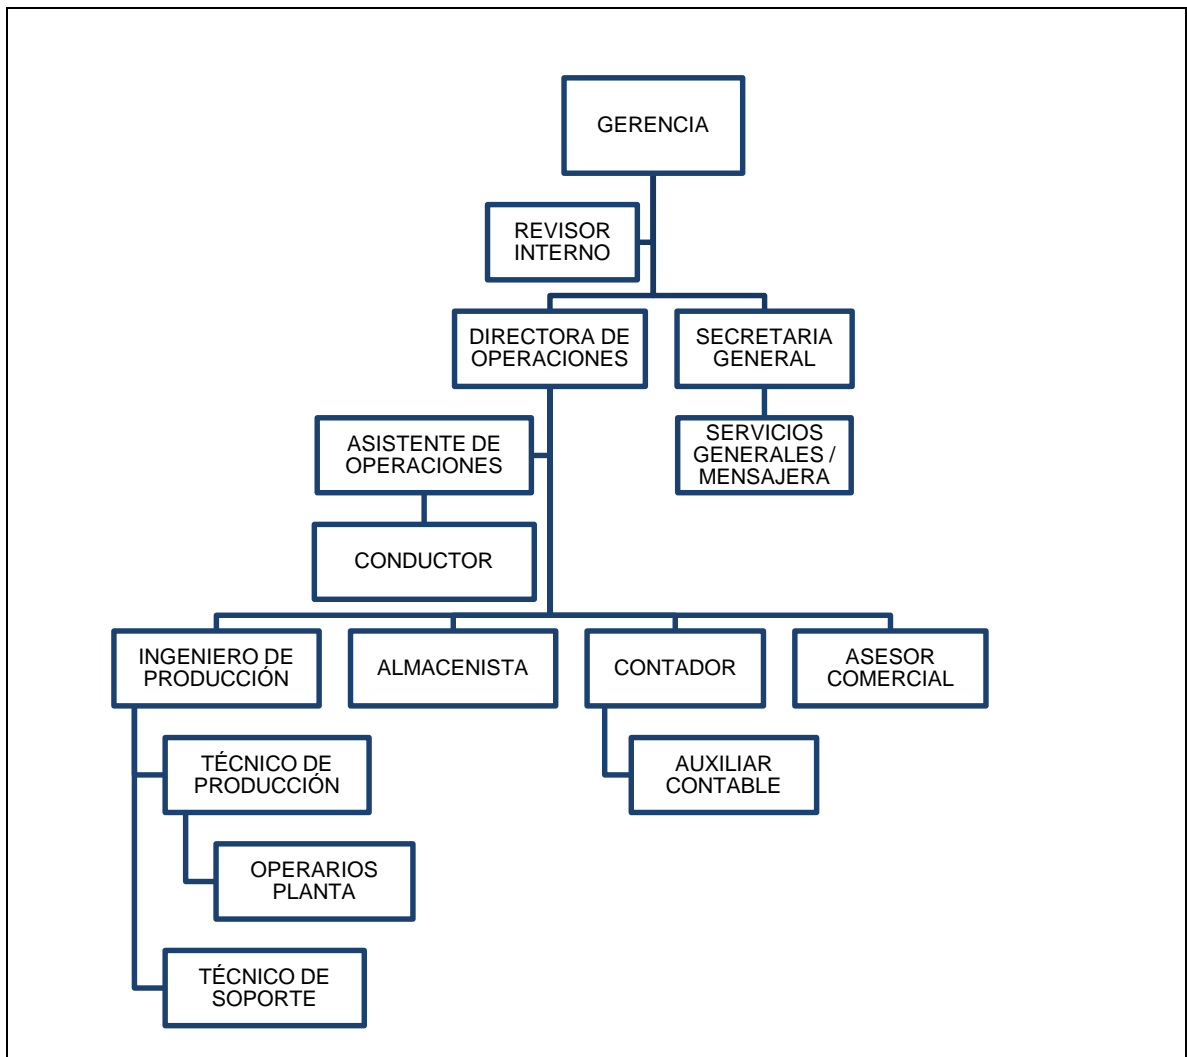 GERENCIA
REVISOR
INTERNO
DIRECTORA DE
OPERACIONES
SECRETARIA
GENERAL
ASISTENTE DE
OPERACIONES
SERVICIOS
GENERALES /
MENSAJERA
CONDUCTOR
INGENIERO DE
PRODUCCIÓN
ALMACENISTA
CONTADOR
ASESOR
COMERCIAL
TÉCNICO DE
PRODUCCIÓN
AUXILIAR
CONTABLE
OPERARIOS
PLANTA
TÉCNICO DE
SOPORTE